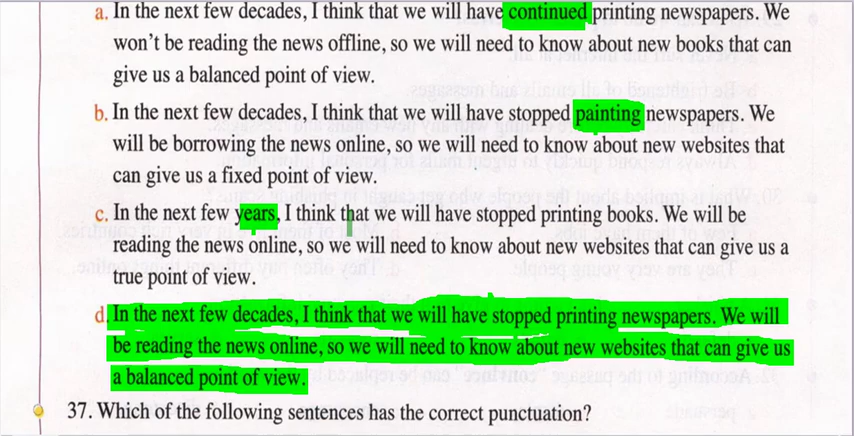 a. In the next few decades, I think that we will have continued printing newspapers. We
won't be reading the news offline, so we will need to know about new books that can
give us a balanced point of view.
b. In the next few decades, I think that we will have stopped painting newspapers. We
will be borrowing the news online, so we will need to know about new websites that
can give us a fixed point of view.
c. In the next few years, I think that we will have stopped printing books. We will be
reading the news online, so we will need to know about new websites that can give us a
true point of view.
d. In the next few decades, I think that we will have stopped printing newspapers. We will
be reading the news online, so we will need to know about new websites that can give us
a balanced point of view.
37. Which of the following sentences has the correct punctuation?